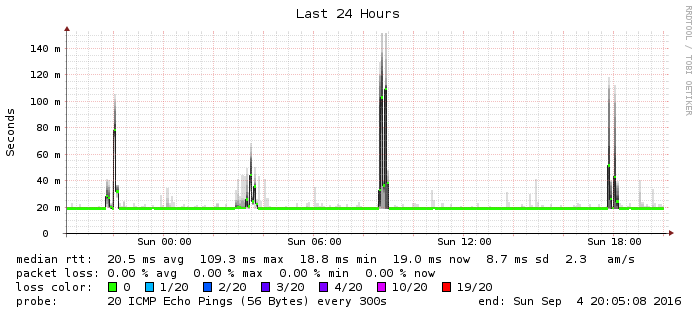 Last 24 Hours
RRDTOOL / TOBI OETIKER
Seconds
140 m
120 m
100 m
80 m
60 m
40 m
20 m
0
Sun 00:00 Sun 06:00 Sun 12:00 Sun 18:00
median rtt: 20.5 ms avg 109.3 ms max 18.8 ms min 19.0 ms now 8.7 ms sd 2.3 am/s
packet loss: 0.00 % avg 0.00 % max 0.00 % min 0.00 % now
loss color: 0 1/20 2/20 3/20 4/20 10/20 19/20
probe: 20 ICMP Echo Pings (56 Bytes) every 300s end: Sun Sep 4 20:05:08 2016